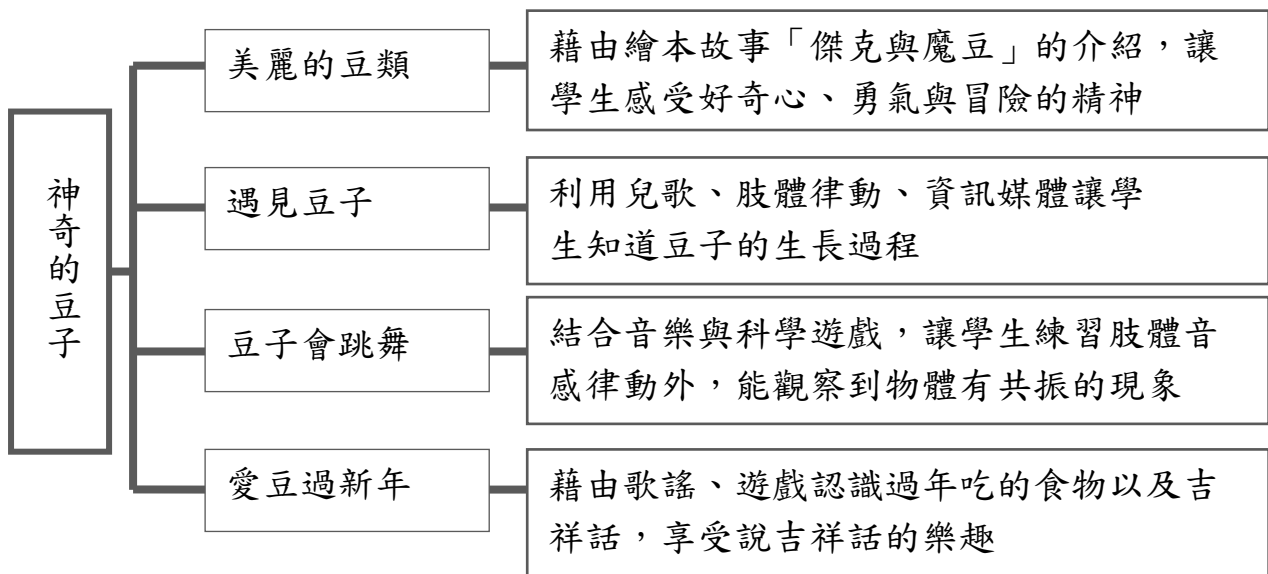 神奇的豆子
美麗的豆類
藉由繪本故事「傑克與魔豆」的介紹，讓
學生感受好奇心、勇氣與冒險的精神
遇見豆子
利用兒歌、肢體律動、資訊媒體讓學
生知道豆子的生長過程
豆子會跳舞
結合音樂與科學遊戲，讓學生練習肢體音
感律動外，能觀察到物體有共振的現象
愛豆過新年
藉由歌謠、遊戲認識過年吃的食物以及吉
祥話，享受說吉祥話的樂趣